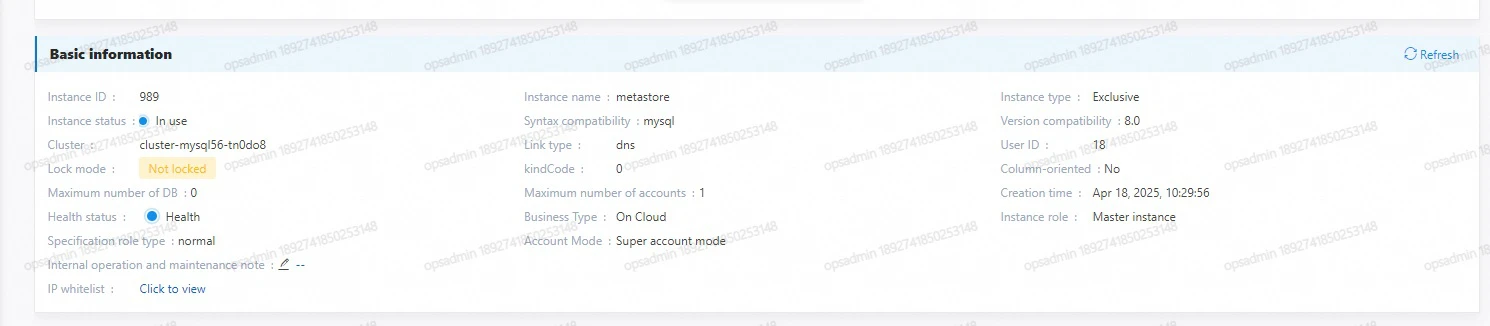 Basic information
Refresh
Instance ID : 989
Instance name : metastore
Instance type : Exclusive
Instance status : In use
Syntax compatibility : mysql
Version compatibility : 8.0
Cluster : cluster-mysql56-tn0do8
Link type : dns
User ID : 18
Lock mode : Not locked
kindCode : 0
Column-oriented : No
Maximum number of DB : 0
Maximum number of accounts : 1
Creation time : Apr 18, 2025, 10:29:56
Health status : Health
Business Type : On Cloud
Instance role : Master instance
Specification role type : normal
Account Mode : Super account mode
Internal operation and maintenance note : --
IP whitelist : Click to view
opsadmin 1892741850253148